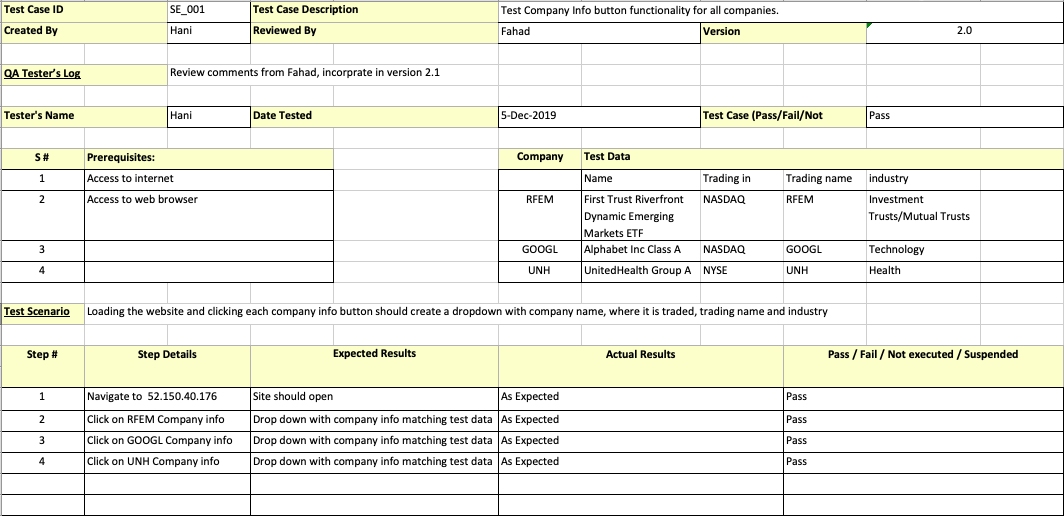 Test Case ID SE_001 Test Case Description Test Company Info button functionality for all companies.
Created By Hani Reviewed By Fahad Version 2.0
QA Tester's Log Review comments from Fahad, incorprate in version 2.1
Tester's Name Hani Date Tested 5-Dec-2019 Test Case (Pass/Fail/Not Pass
S # Prerequisites: Company Test Data
1 Access to internet Name Trading in Trading name industry
2 Access to web browser RFEM First Trust Riverfront NASDAQ RFEM Investment
Dynamic Emerging Trusts/Mutual Trusts
Markets ETF
3 GOOGL Alphabet Inc Class A NASDAQ GOOGL Technology
4 UNH UnitedHealth Group A NYSE UNH Health
Test Scenario Loading the website and clicking each company info button should create a dropdown with company name, where it is traded, trading name and industry
Step # Step Details Expected Results Actual Results Pass / Fail / Not executed / Suspended
1 Navigate to 52.150.40.176 Site should open As Expected Pass
2 Click on RFEM Company info Drop down with company info matching test data As Expected Pass
3 Click on GOOGL Company info Drop down with company info matching test data As Expected Pass
4 Click on UNH Company info Drop down with company info matching test data As Expected Pass